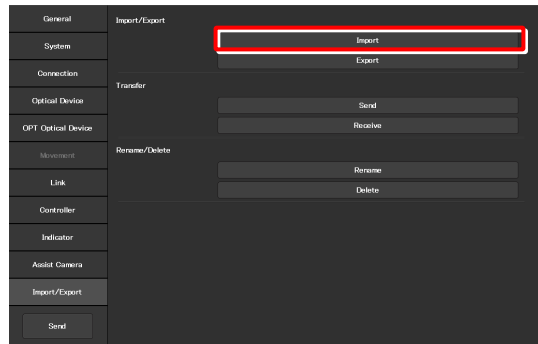 General
System
Connection
Optical Device
OPT Optical Device
Movement
Link
Controller
Indicator
Assist Camera
Import/Export
Send
Import/Export
Import
Export
Transfer
Send
Receive
Rename/Delete
Rename
Delete